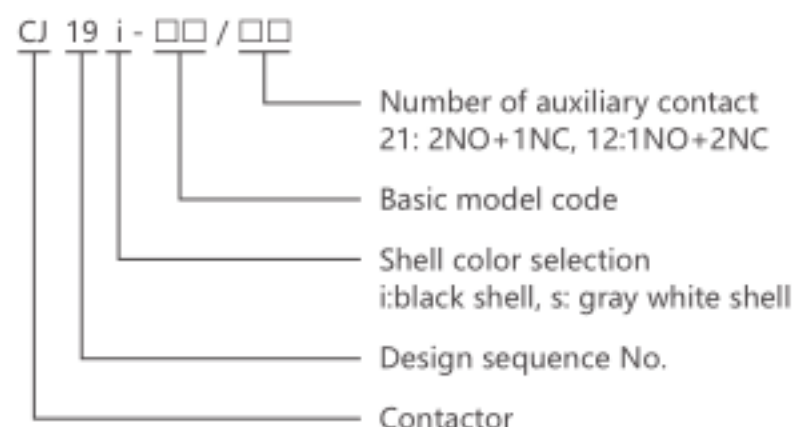 CJ 19 i - □□ / □□
Number of auxiliary contact
21: 2NO+1NC, 12:1NO+2NC
Basic model code
Shell color selection
i:black shell, s: gray white shell
Design sequence No.
Contactor